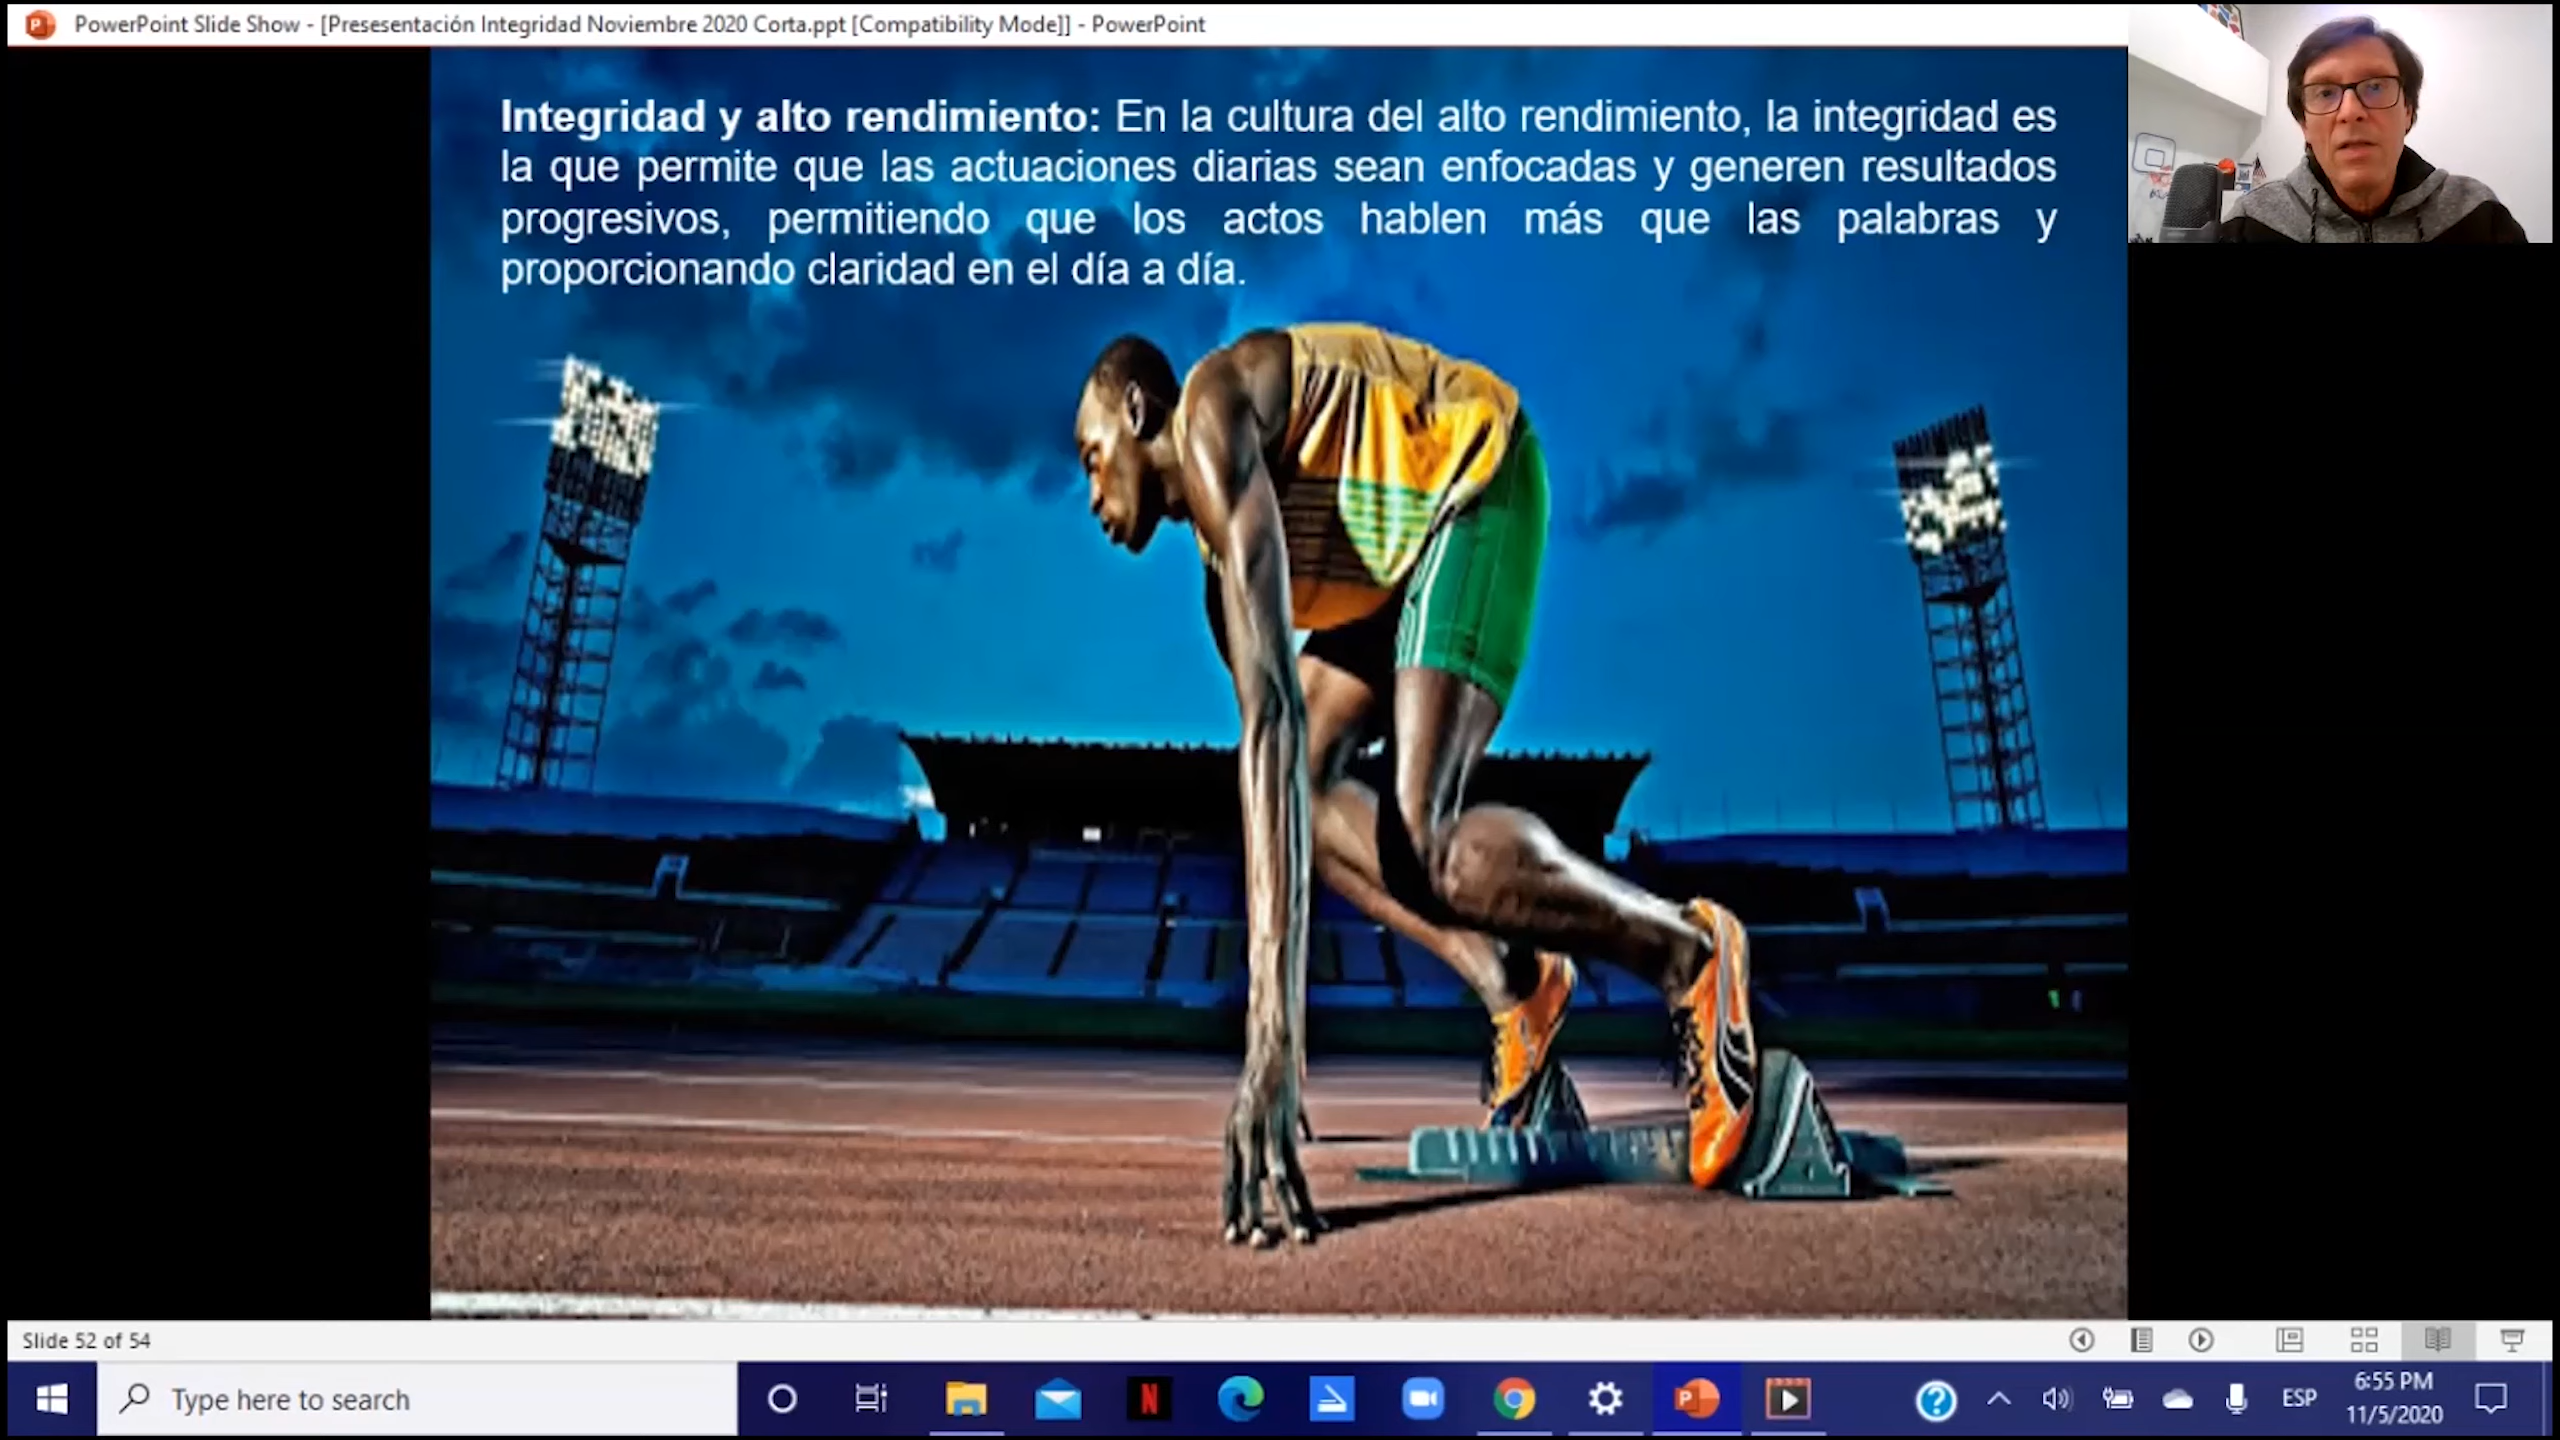 PowerPoint Slide Show - [Presesentación Integridad Noviembre 2020 Corta.ppt [Compatibility Mode]] - PowerPoint
Integridad y alto rendimiento: En la cultura del alto rendimiento, la integridad es
la que permite que las actuaciones diarias sean enfocadas y generen resultados
progresivos, permitiendo que los actos hablen más que las palabras y
proporcionando claridad en el día a día.
Slide 52 of 54
Type here to search
ESP
6:55 PM
11/5/2020